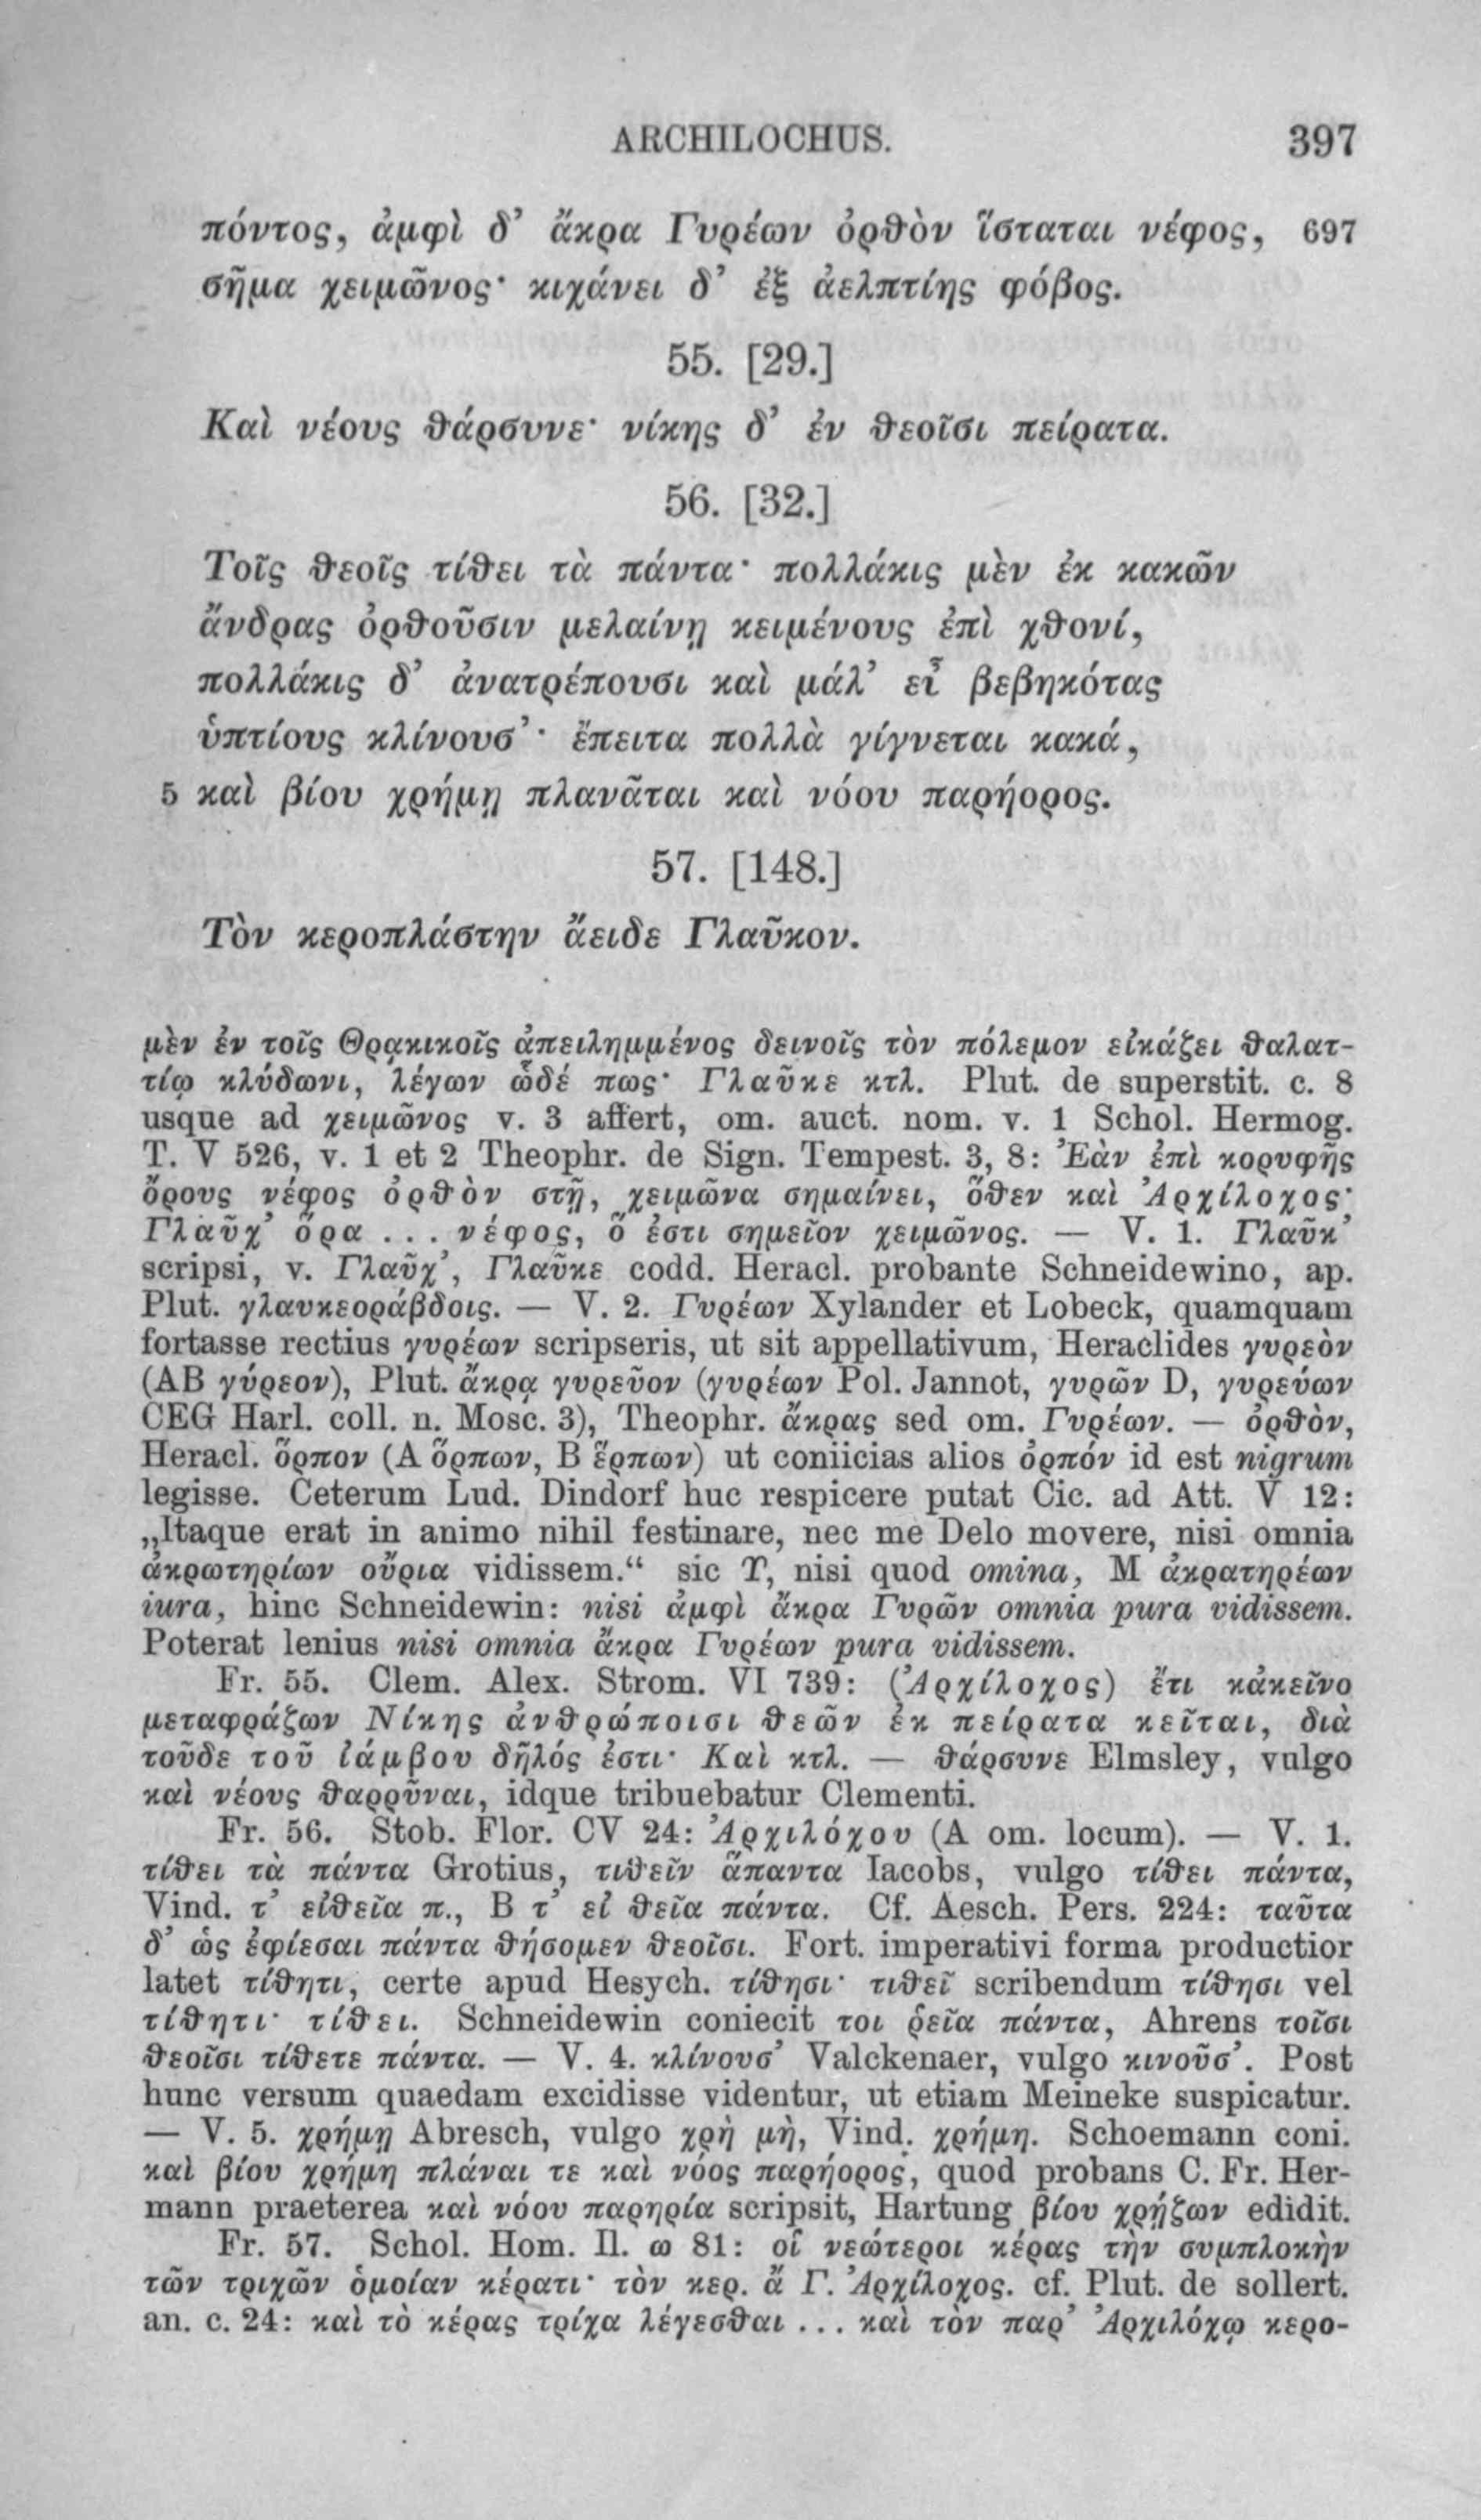 ARCHILOCHUS. 397
πόντος, ἀμφὶ δ’ ἄκρα Γυρέων ὀρθὸν ἵσταται νέφος, 697
σῆμα χειμῶνος· κιχάνει δ’ ἐξ ἀελπτίης φόβος.
55. [29.]
Καὶ νέους θάρσυνε· νίκης δ’ ἐν θεοῖσι πείρατα.
56. [32.]
Τοῖς θεοῖς τίθει τὰ πάντα· πολλάκις μὲν ἐκ κακῶν
ἄνδρας ὀρθοῦσιν μελαίνῃ κειμένους ἐπὶ χθονί,
πολλάκις δ’ ἀνατρέπουσι καὶ μάλ’ εἶ βεβηκότας
ὑπτίους κλίνουσ’· ἔπειτα πολλὰ γίγνεται κακά,
5 καὶ βίου χρήμῃ πλανᾶται καὶ νόου παρήορος.
57. [148.]
Τὸν κεροπλάστην ἄειδε Γλαῦκον.
μὲν ἐν τοῖς Θρᾳκικοῖς ἀπειλημμένος δεινοῖς τὸν πόλεμον εἰκάζει θαλατ-
τίῳ κλύδωνι, λέγων ὧδέ πως· Γλαῦκε κτλ. Plut. de superstit. c. 8
usque ad χειμῶνος v. 3 affert, om. auct. nom. v. 1 Schol. Hermog.
T. V 526, v. 1 et 2 Theophr. de Sign. Tempest. 3, 8: Ἐὰν ἐπὶ κορυφῆς
ὄρους νέφος ὀρθὸν στῇ, χειμῶνα σημαίνει, ὅθεν καὶ Ἀρχίλοχος·
Γλαῦχ’ ὅρα ... νέφος, ὅ ἐστι σημεῖον χειμῶνος. — V. 1. Γλαῦκ’
scripsi, v. Γλαῦχ’, Γλαῦκε codd. Heracl. probante Schneidewino, ap.
Plut. γλαυκεοράβδοις. — V. 2. Γυρέων Xylander et Lobeck, quamquam
fortasse rectius γυρέων scripseris, ut sit appellativum, Heraclides γυρεὸν
(AB γύρεον), Plut. ἄκρᾳ γυρεῦον (γυρέων Pol. Jannot, γυρῶν D, γυρεύων
CEG Harl. coll. n. Mosc. 3), Theophr. ἄκρας sed om. Γυρέων. — ὀρθὸν,
Heracl. ὅρπον (A ὅρπων, B ἕρπων) ut coniicias alios ὀρπόν id est nigrum
legisse. Ceterum Lud. Dindorf huc respicere putat Cic. ad Att. V 12:
„Itaque erat in animo nihil festinare, nec me Delo movere, nisi omnia
ἀκρωτηρίων οὔρια vidissem.“ sic Υ, nisi quod omina, M ἀκρατηρέων
iura, hinc Schneidewin: nisi ἀμφὶ ἄκρα Γυρῶν omnia pura vidissem.
Poterat lenius nisi omnia ἄκρα Γυρέων pura vidissem.
Fr. 55. Clem. Alex. Strom. VI 739: (Ἀρχίλοχος) ἔτι κἀκεῖνο
μεταφράζων Νίκης ἀνθρώποισι θεῶν ἐκ πείρατα κεῖται, διὰ
τοῦδε τοῦ ἰάμβου δῆλός ἐστι· Καὶ κτλ. — θάρσυνε Elmsley, vulgo
καὶ νέους θαρρῦναι, idque tribuebatur Clementi.
Fr. 56. Stob. Flor. CV 24: Ἀρχιλόχου (A om. locum). — V. 1.
τίθει τὰ πάντα Grotius, τιθεῖν ἅπαντα Iacobs, vulgo τίθει πάντα,
Vind. τ’ εἰθεῖα π., B τ’ εἰ θεῖα πάντα. Cf. Aesch. Pers. 224: ταῦτα
δ’ ὡς ἐφίεσαι πάντα θήσομεν θεοῖσι. Fort. imperativi forma productior
latet τίθητι, certe apud Hesych. τίθησι· τιθεῖ scribendum τίθησι vel
τίθητι· τίθει. Schneidewin coniecit τοι ῥεῖα πάντα, Ahrens τοῖσι
θεοῖσι τίθετε πάντα. — V. 4. κλίνουσ’ Valckenaer, vulgo κινοῦσ’. Post
hunc versum quaedam excidisse videntur, ut etiam Meineke suspicatur.
— V. 5. χρήμῃ Abresch, vulgo χρὴ μὴ, Vind. χρήμη. Schoemann coni.
καὶ βίου χρήμῃ πλάναι τε καὶ νόος παρήορος, quod probans C. Fr. Her-
mann praeterea καὶ νόου παρηρία scripsit, Hartung βίου χρῄζων edidit.
Fr. 57. Schol. Hom. Il. ω 81: οἱ νεώτεροι κέρας τὴν συμπλοκὴν
τῶν τριχῶν ὁμοίαν κέρατι· τὸν κερ. ἄ Γ. Ἀρχίλοχος. cf. Plut. de sollert.
an. c. 24: καὶ τὸ κέρας τρίχα λέγεσθαι ... καὶ τὸν παρ’ Ἀρχιλόχῳ κερο-